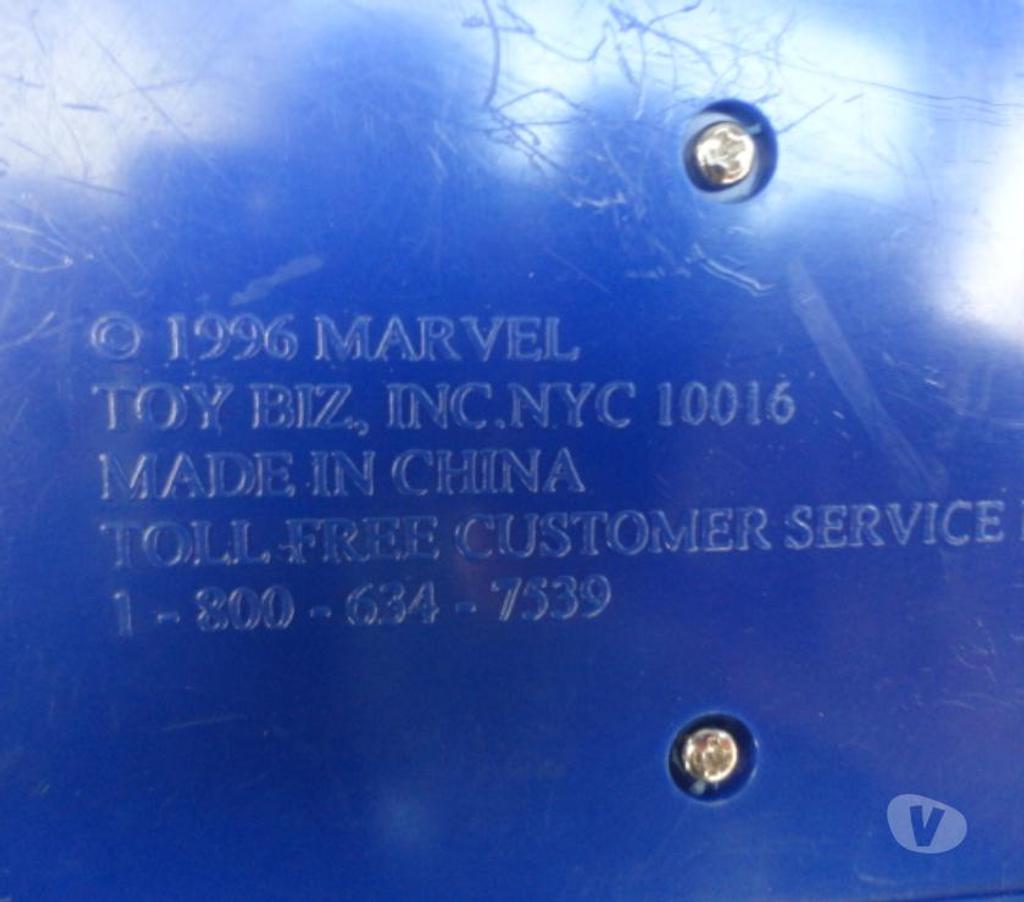 © 1996 MARVEL
TOY BIZ, INC.NYC 10016
MADE IN CHINA
TOLL-FREE CUSTOMER SERVICE
1 - 800 - 634 - 7539
V